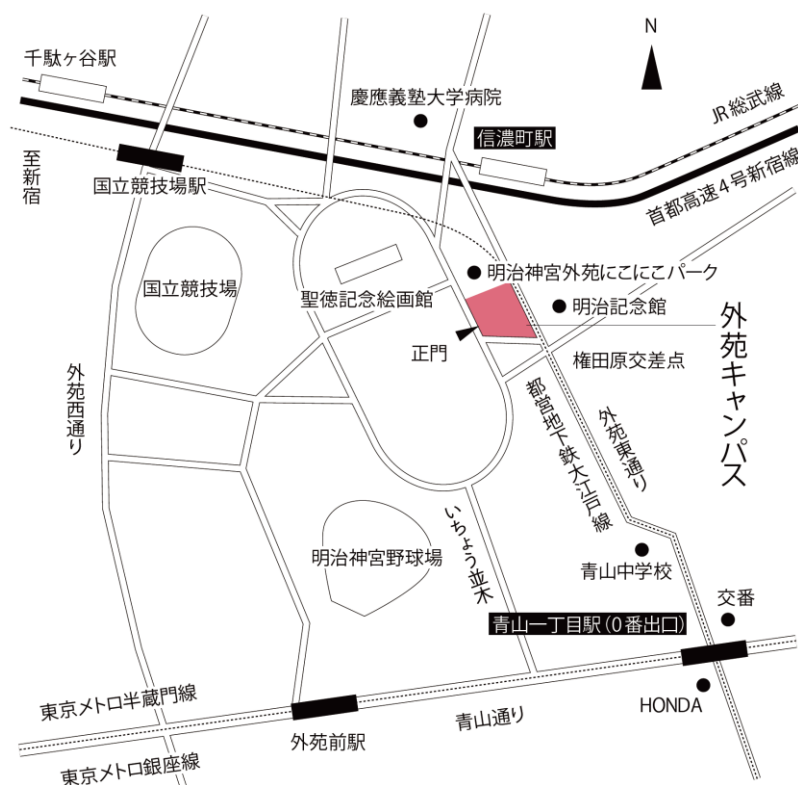 N
千駄ヶ谷駅
慶應義塾大学病院
JR総武線
信濃町駅
至新宿
国立競技場駅
首都高速4号新宿線
明治神宮外苑にこにこパーク
国立競技場
聖徳記念絵画館
明治記念館
外苑キャンパス
正門
権田原交差点
外苑西通り
都営地下鉄大江戸線
外苑東通り
いちょう並木
明治神宮野球場
青山中学校
交番
青山一丁目駅(0番出口)
東京メトロ半蔵門線
HONDA
青山通り
外苑前駅
東京メトロ銀座線